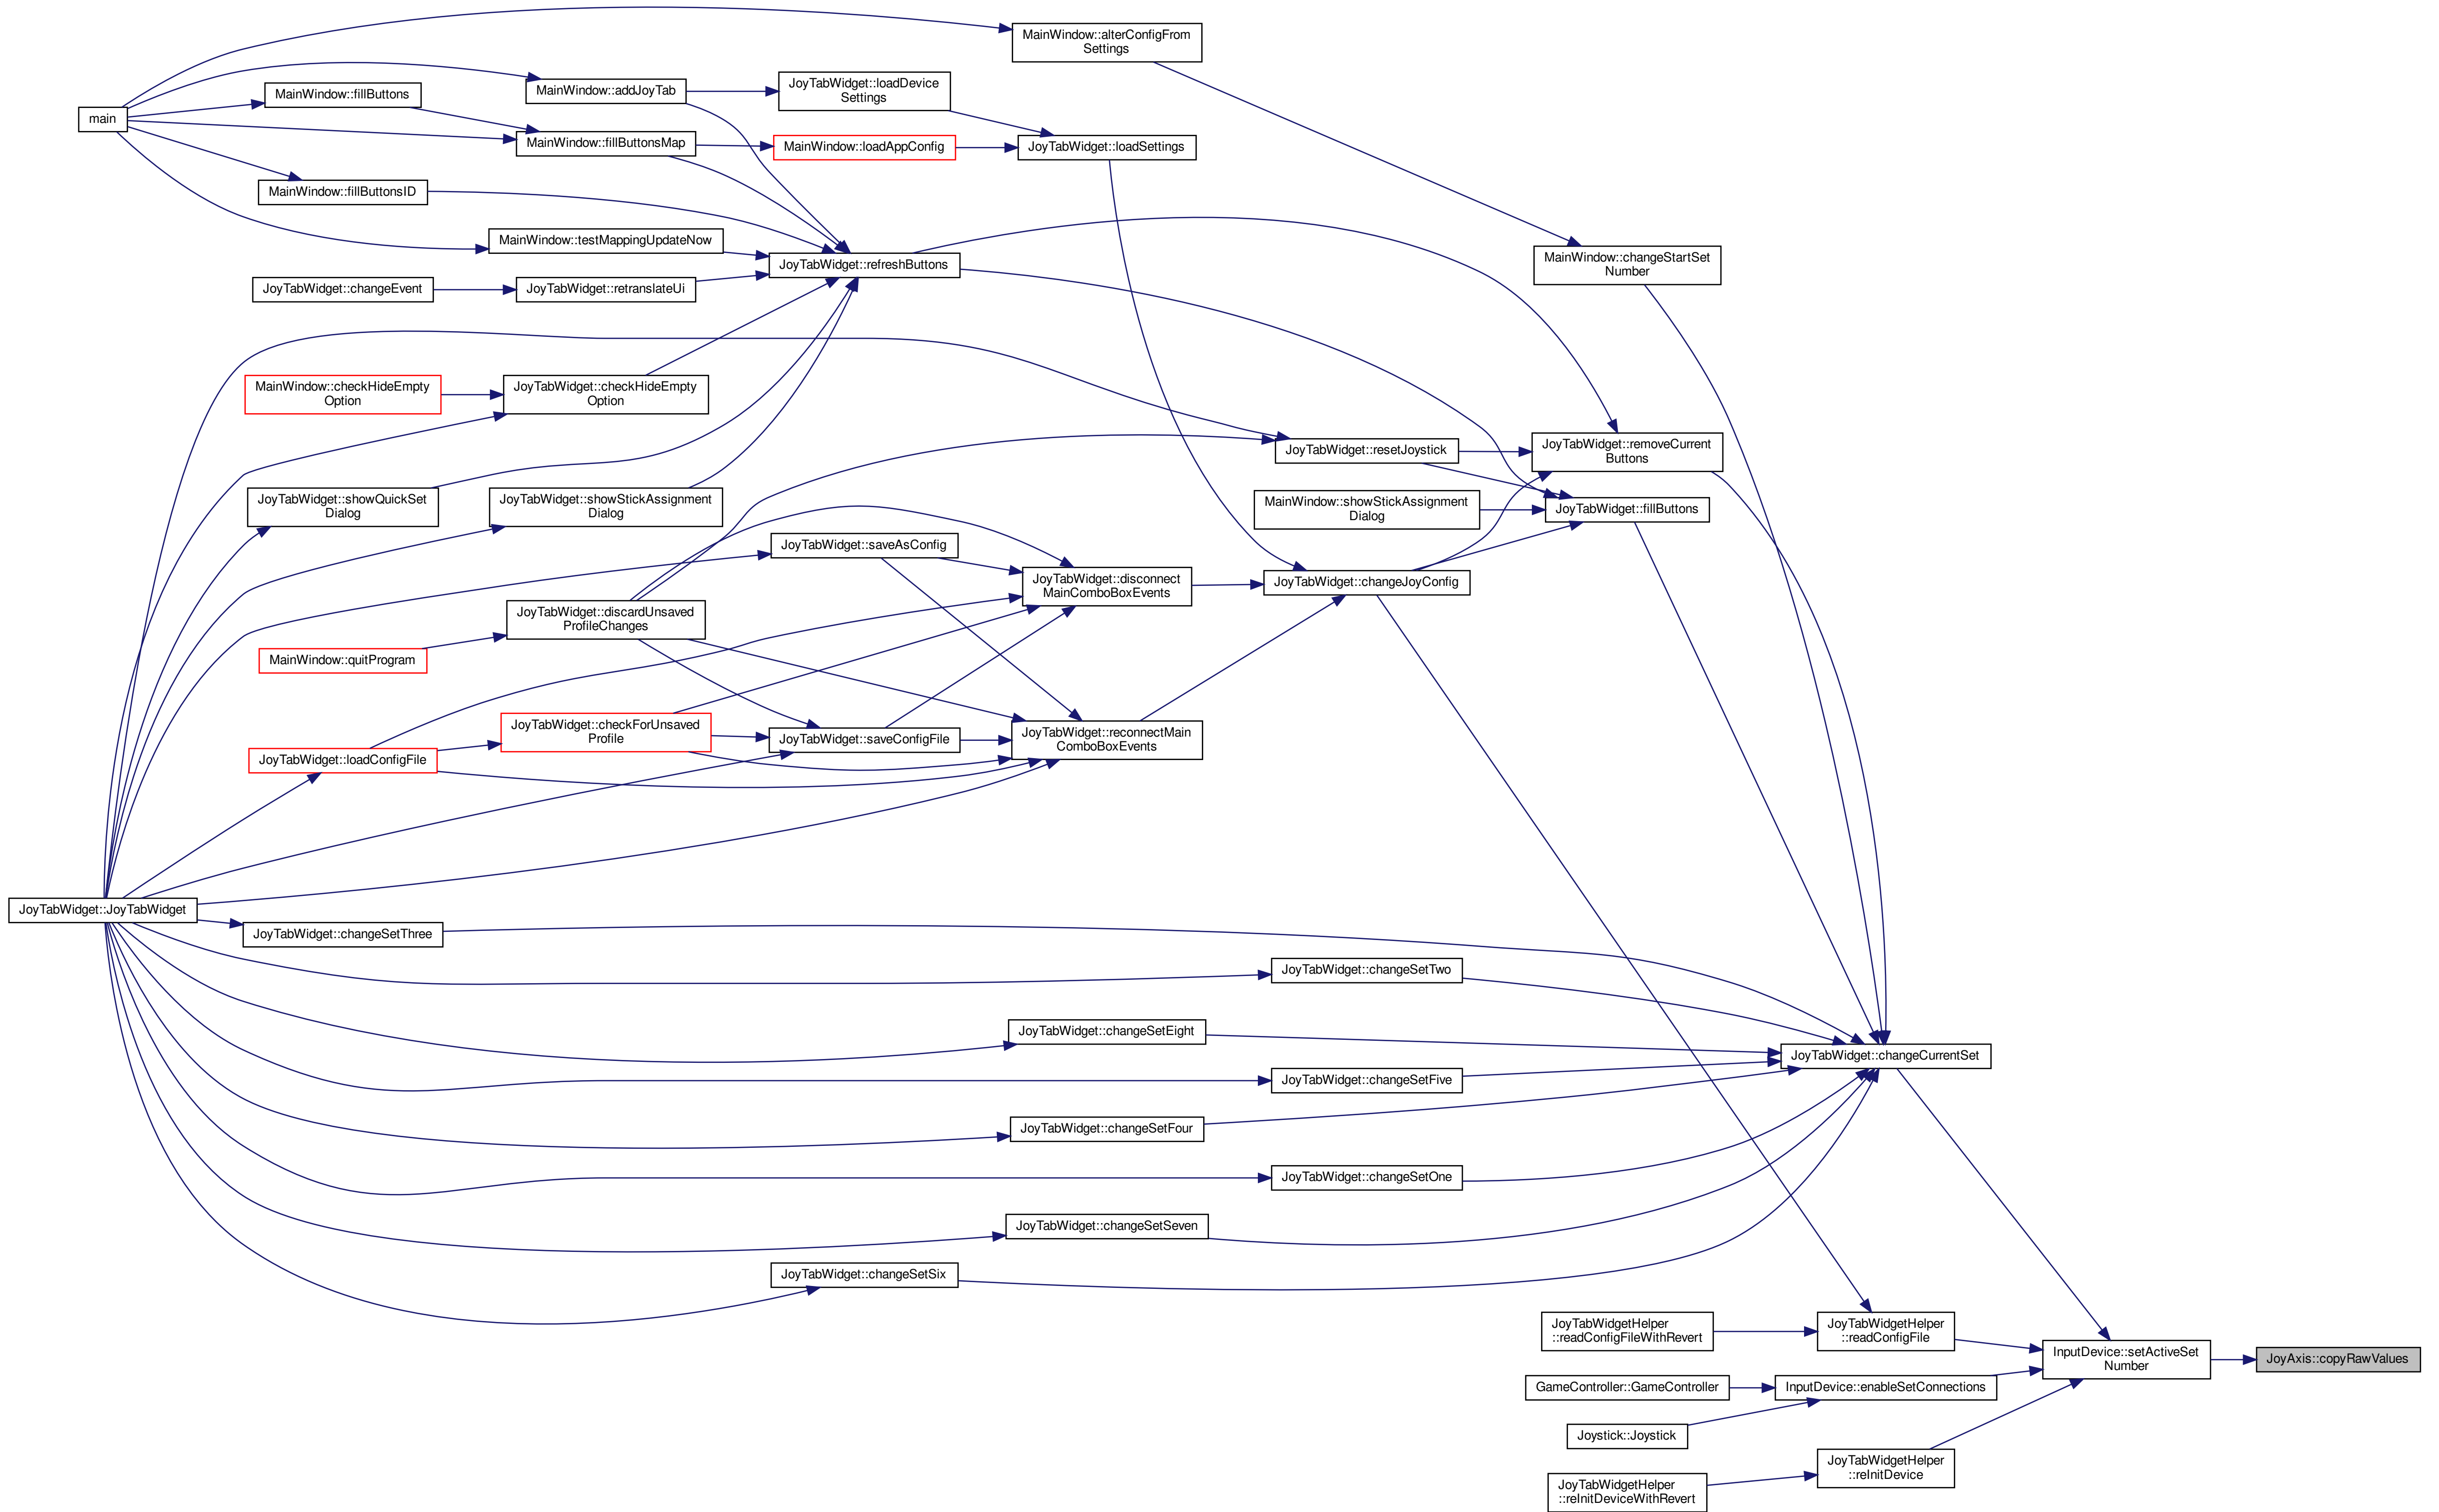 MainWindow::alterConfigFrom
Settings
JoyTabWidget::loadDevice
Settings
MainWindow::addJoyTab
MainWindow::fillButtons
main
MainWindow::fillButtonsMap
MainWindow::loadAppConfig
JoyTabWidget::loadSettings
MainWindow::fillButtonsID
MainWindow::testMappingUpdateNow
JoyTabWidget::refreshButtons
MainWindow::changeStartSet
Number
JoyTabWidget::changeEvent
JoyTabWidget::retranslateUi
MainWindow::checkHideEmpty
Option
JoyTabWidget::checkHideEmpty
Option
JoyTabWidget::resetJoystick
JoyTabWidget::removeCurrent
Buttons
JoyTabWidget::showQuickSet
Dialog
JoyTabWidget::showStickAssignment
Dialog
MainWindow::showStickAssignment
Dialog
JoyTabWidget::fillButtons
JoyTabWidget::saveAsConfig
JoyTabWidget::disconnect
MainComboBoxEvents
JoyTabWidget::changeJoyConfig
JoyTabWidget::discardUnsaved
ProfileChanges
MainWindow::quitProgram
JoyTabWidget::checkForUnsaved
Profile
JoyTabWidget::saveConfigFile
JoyTabWidget::reconnectMain
ComboBoxEvents
JoyTabWidget::loadConfigFile
JoyTabWidget::JoyTabWidget
JoyTabWidget::changeSetThree
JoyTabWidget::changeSetTwo
JoyTabWidget::changeSetEight
JoyTabWidget::changeCurrentSet
JoyTabWidget::changeSetFive
JoyTabWidget::changeSetFour
JoyTabWidget::changeSetOne
JoyTabWidget::changeSetSeven
JoyTabWidget::changeSetSix
JoyTabWidgetHelper
::readConfigFileWithRevert
JoyTabWidgetHelper
::readConfigFile
InputDevice::setActiveSet
Number
JoyAxis::copyRawValues
GameController::GameController
InputDevice::enableSetConnections
Joystick::Joystick
JoyTabWidgetHelper
::reInitDevice
JoyTabWidgetHelper
::reInitDeviceWithRevert